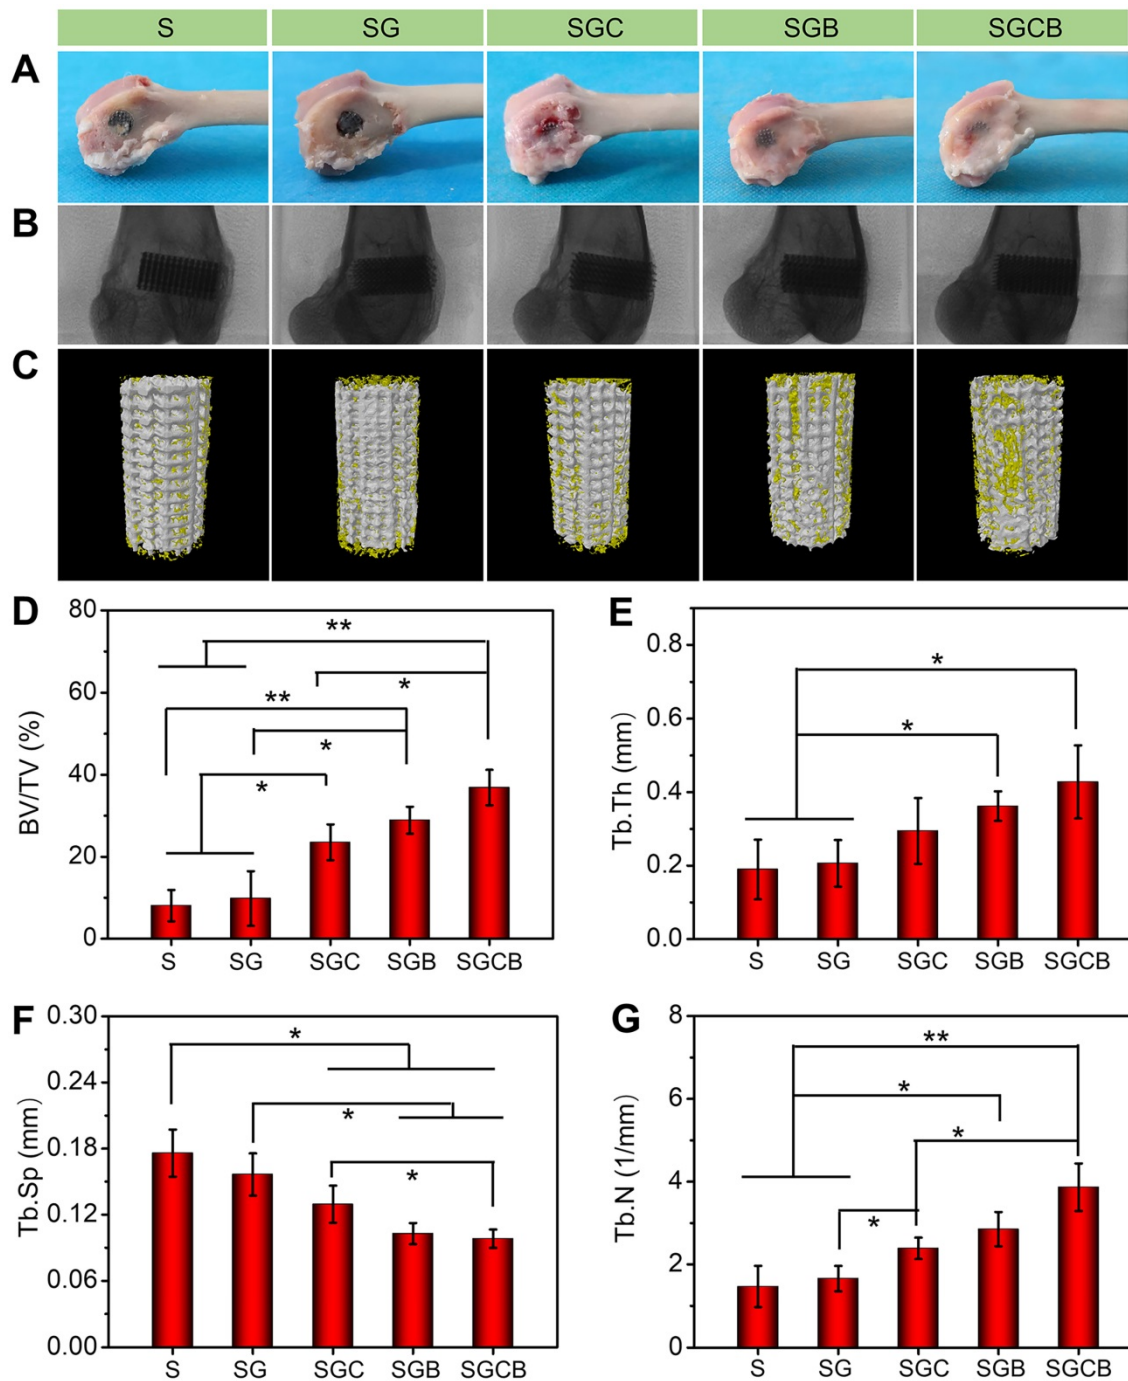 S SG SGC SGB SGCB
A
B
C
D
80
60
40
20
0
BV/TV (%)
**
*
**
*
*
S SG SGC SGB SGCB
E
0.8
0.6
0.4
0.2
0.0
Tb.Th (mm)
*
*
S SG SGC SGB SGCB
F
0.30
0.24
0.18
0.12
0.06
0.00
Tb.Sp (mm)
*
*
*
S SG SGC SGB SGCB
G
8
6
4
2
0
Tb.N (1/mm)
**
*
*
*
S SG SGC SGB SGCB